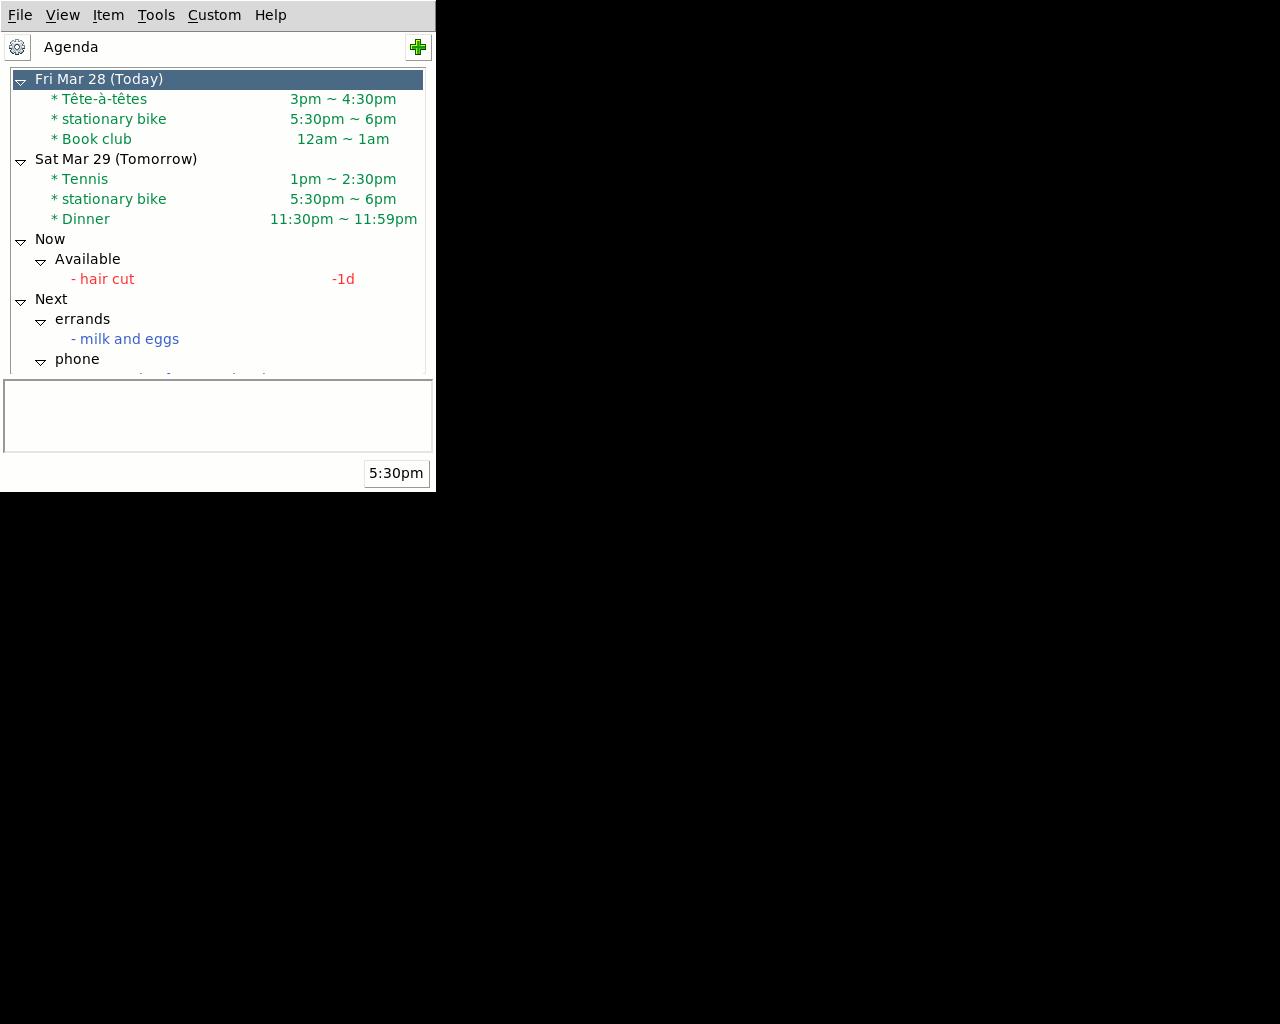 File View Item Tools Custom Help
Agenda
Fri Mar 28 (Today)
* Tête-à-têtes 3pm ~ 4:30pm
* stationary bike 5:30pm ~ 6pm
* Book club 12am ~ 1am
Sat Mar 29 (Tomorrow)
* Tennis 1pm ~ 2:30pm
* stationary bike 5:30pm ~ 6pm
* Dinner 11:30pm ~ 11:59pm
Now
Available
- hair cut -1d
Next
errands
- milk and eggs
phone
5:30pm